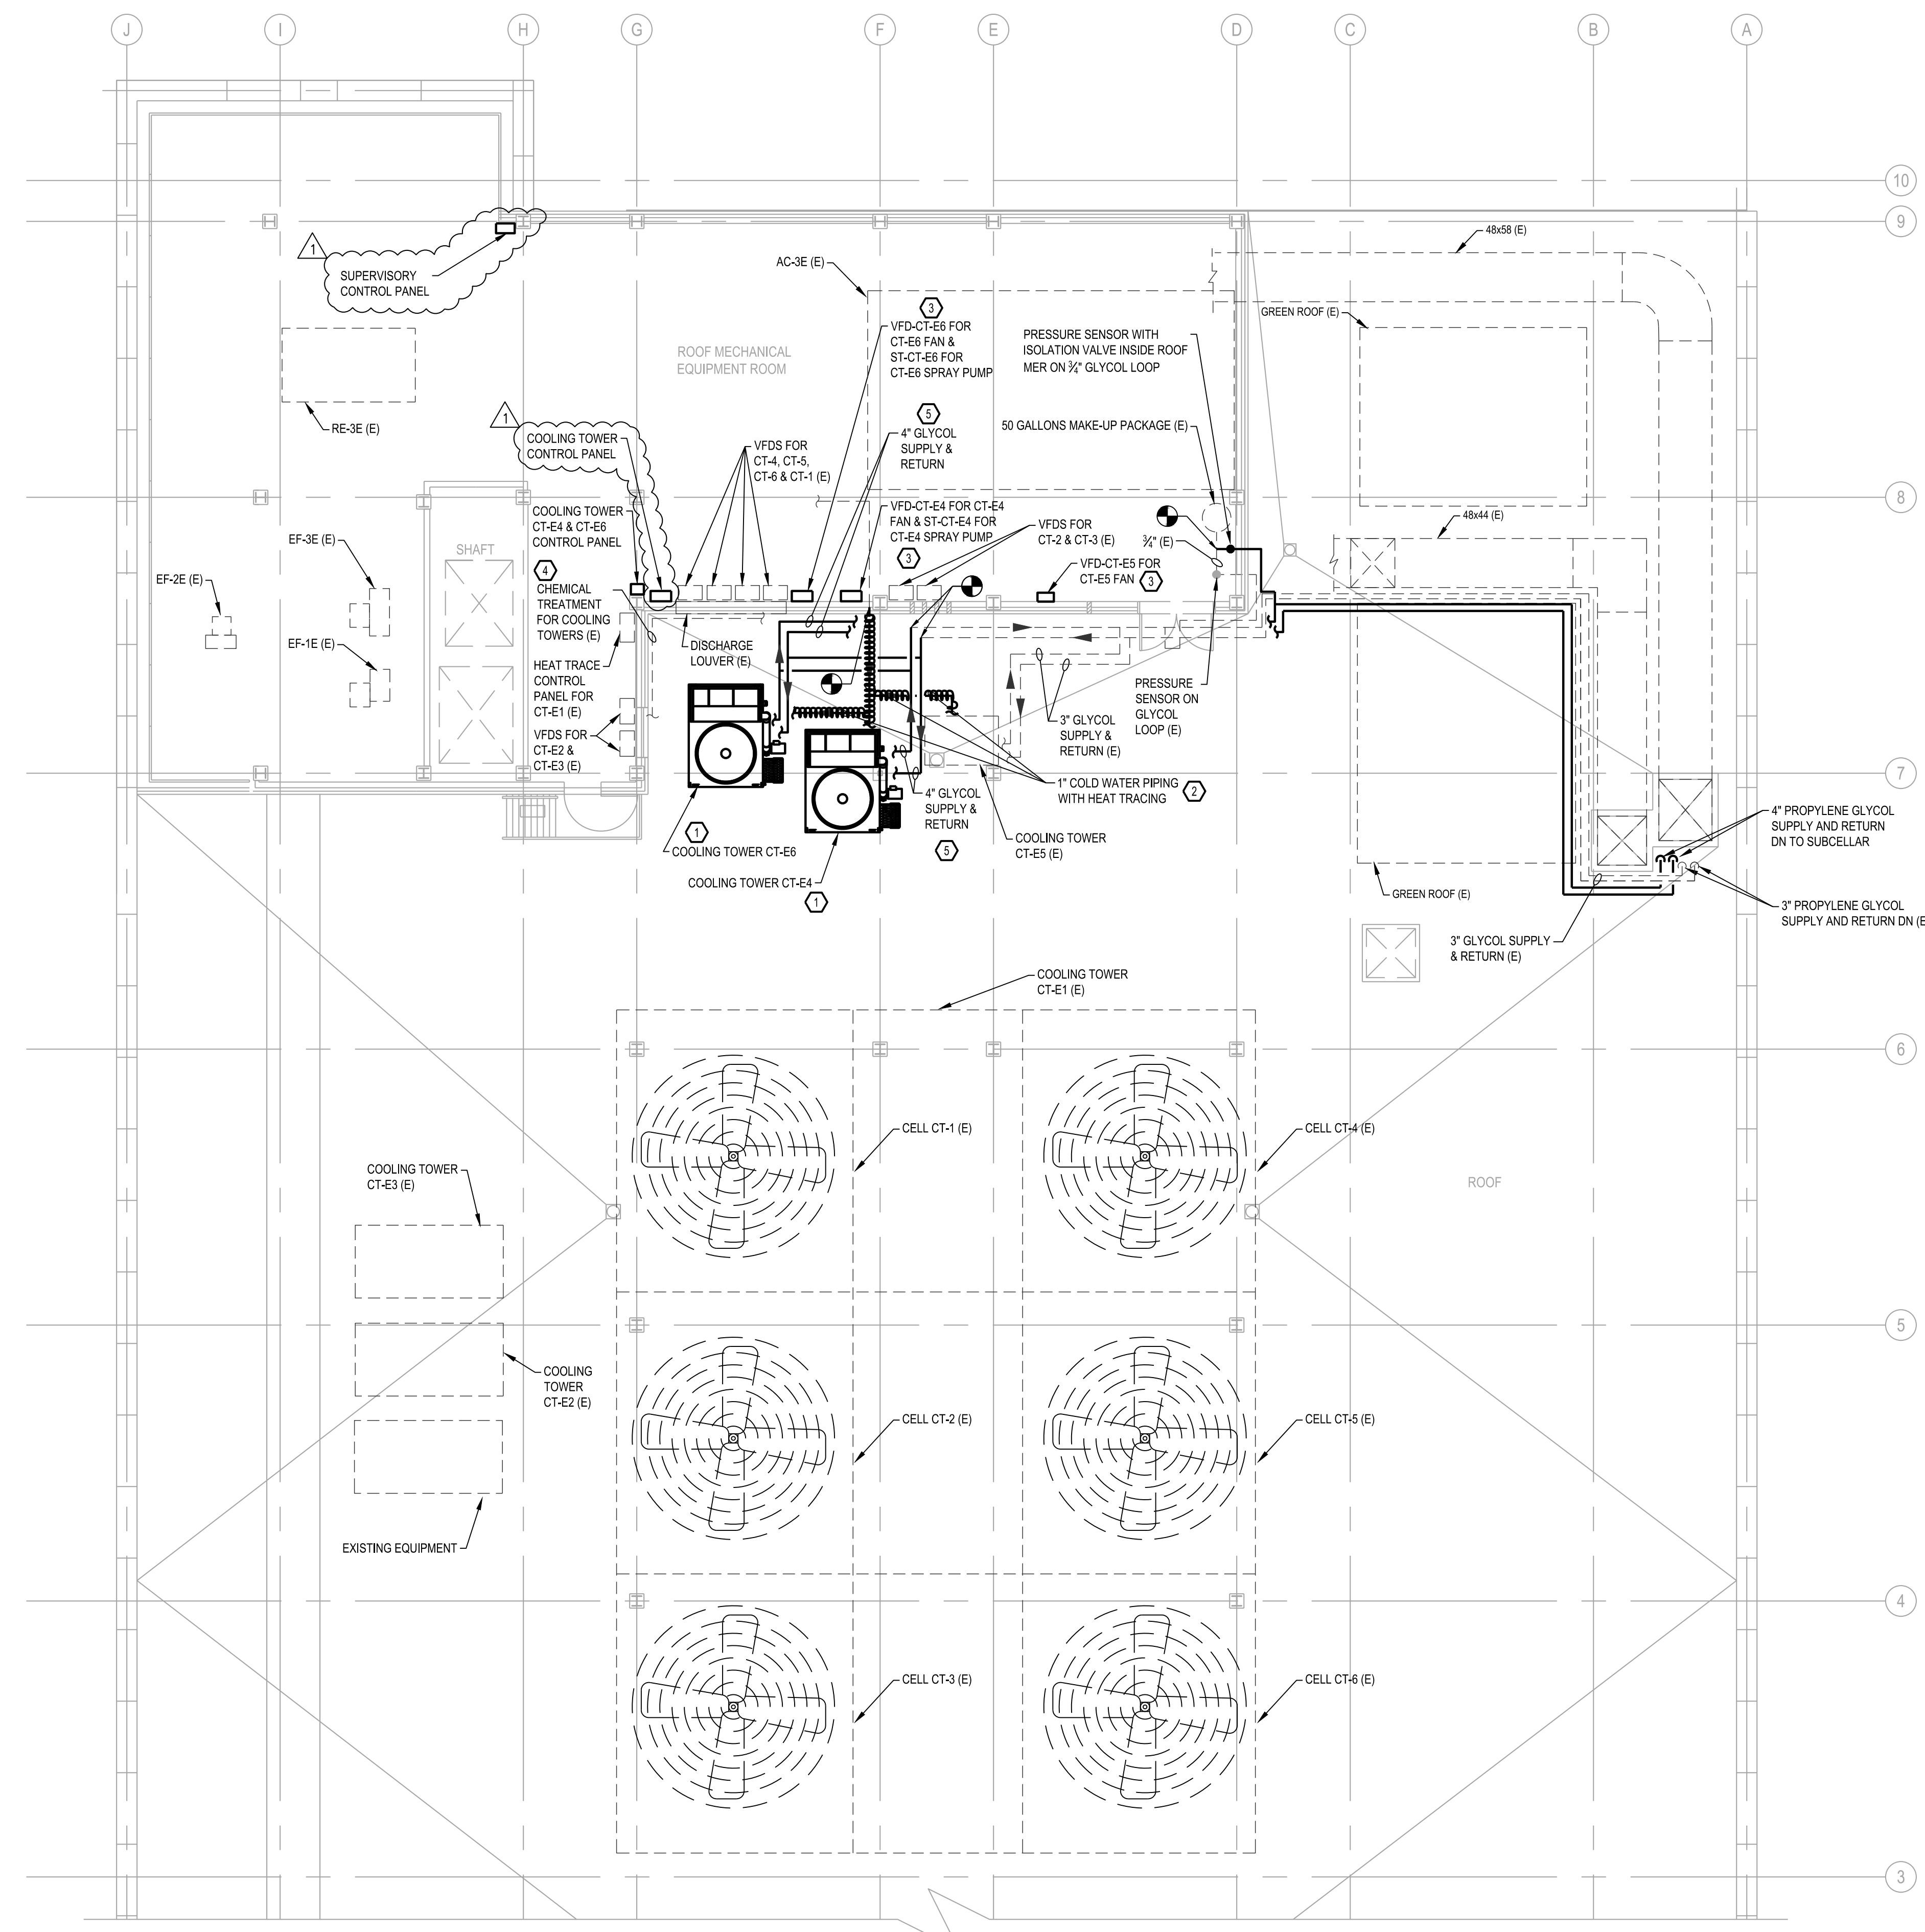 J
I
H
G
F
E
D
C
B
A
10
9
8
7
6
5
4
3
1
SUPERVISORY
CONTROL PANEL
RE-3E (E)
ROOF MECHANICAL
EQUIPMENT ROOM
AC-3E (E)
3
VFD-CT-E6 FOR
CT-E6 FAN &
ST-CT-E6 FOR
CT-E6 SPRAY PUMP
PRESSURE SENSOR WITH
ISOLATION VALVE INSIDE ROOF
MER ON ¾" GLYCOL LOOP
48x58 (E)
GREEN ROOF (E)
1
COOLING TOWER
CONTROL PANEL
VFDS FOR
CT-4, CT-5,
CT-6 & CT-1 (E)
5
4" GLYCOL
SUPPLY &
RETURN
50 GALLONS MAKE-UP PACKAGE (E)
COOLING TOWER
CT-E4 & CT-E6
CONTROL PANEL
VFD-CT-E4 FOR CT-E4
FAN & ST-CT-E4 FOR
CT-E4 SPRAY PUMP
3
VFDS FOR
CT-2 & CT-3 (E)
¾" (E)
VFD-CT-E5 FOR
CT-E5 FAN
3
48x44 (E)
EF-3E (E)
EF-2E (E)
EF-1E (E)
SHAFT
4
CHEMICAL
TREATMENT
FOR COOLING
TOWERS (E)
HEAT TRACE
CONTROL
PANEL FOR
CT-E1 (E)
VFDS FOR
CT-E2 &
CT-E3 (E)
DISCHARGE
LOUVER (E)
3" GLYCOL
SUPPLY &
RETURN (E)
PRESSURE
SENSOR ON
GLYCOL
LOOP (E)
1" COLD WATER PIPING
WITH HEAT TRACING
2
4" GLYCOL
SUPPLY &
RETURN
5
COOLING TOWER
CT-E5 (E)
1
COOLING TOWER CT-E6
COOLING TOWER CT-E4
1
GREEN ROOF (E)
4" PROPYLENE GLYCOL
SUPPLY AND RETURN
DN TO SUBCELLAR
3" PROPYLENE GLYCOL
SUPPLY AND RETURN DN (E
3" GLYCOL SUPPLY
& RETURN (E)
COOLING TOWER
CT-E1 (E)
CELL CT-1 (E)
CELL CT-4 (E)
COOLING TOWER
CT-E3 (E)
ROOF
COOLING
TOWER
CT-E2 (E)
CELL CT-2 (E)
CELL CT-5 (E)
EXISTING EQUIPMENT
CELL CT-3 (E)
CELL CT-6 (E)